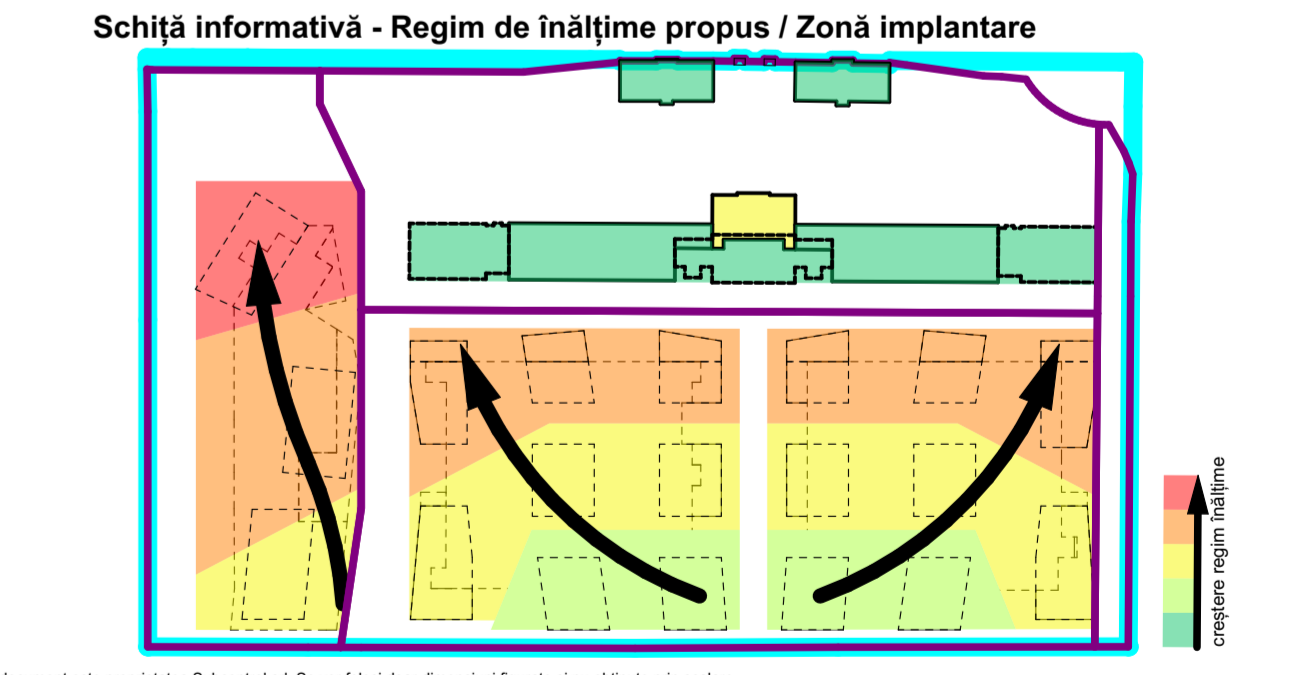 Schiță informativă - Regim de înălțime propus / Zonă implantare
creștere regim înălțime